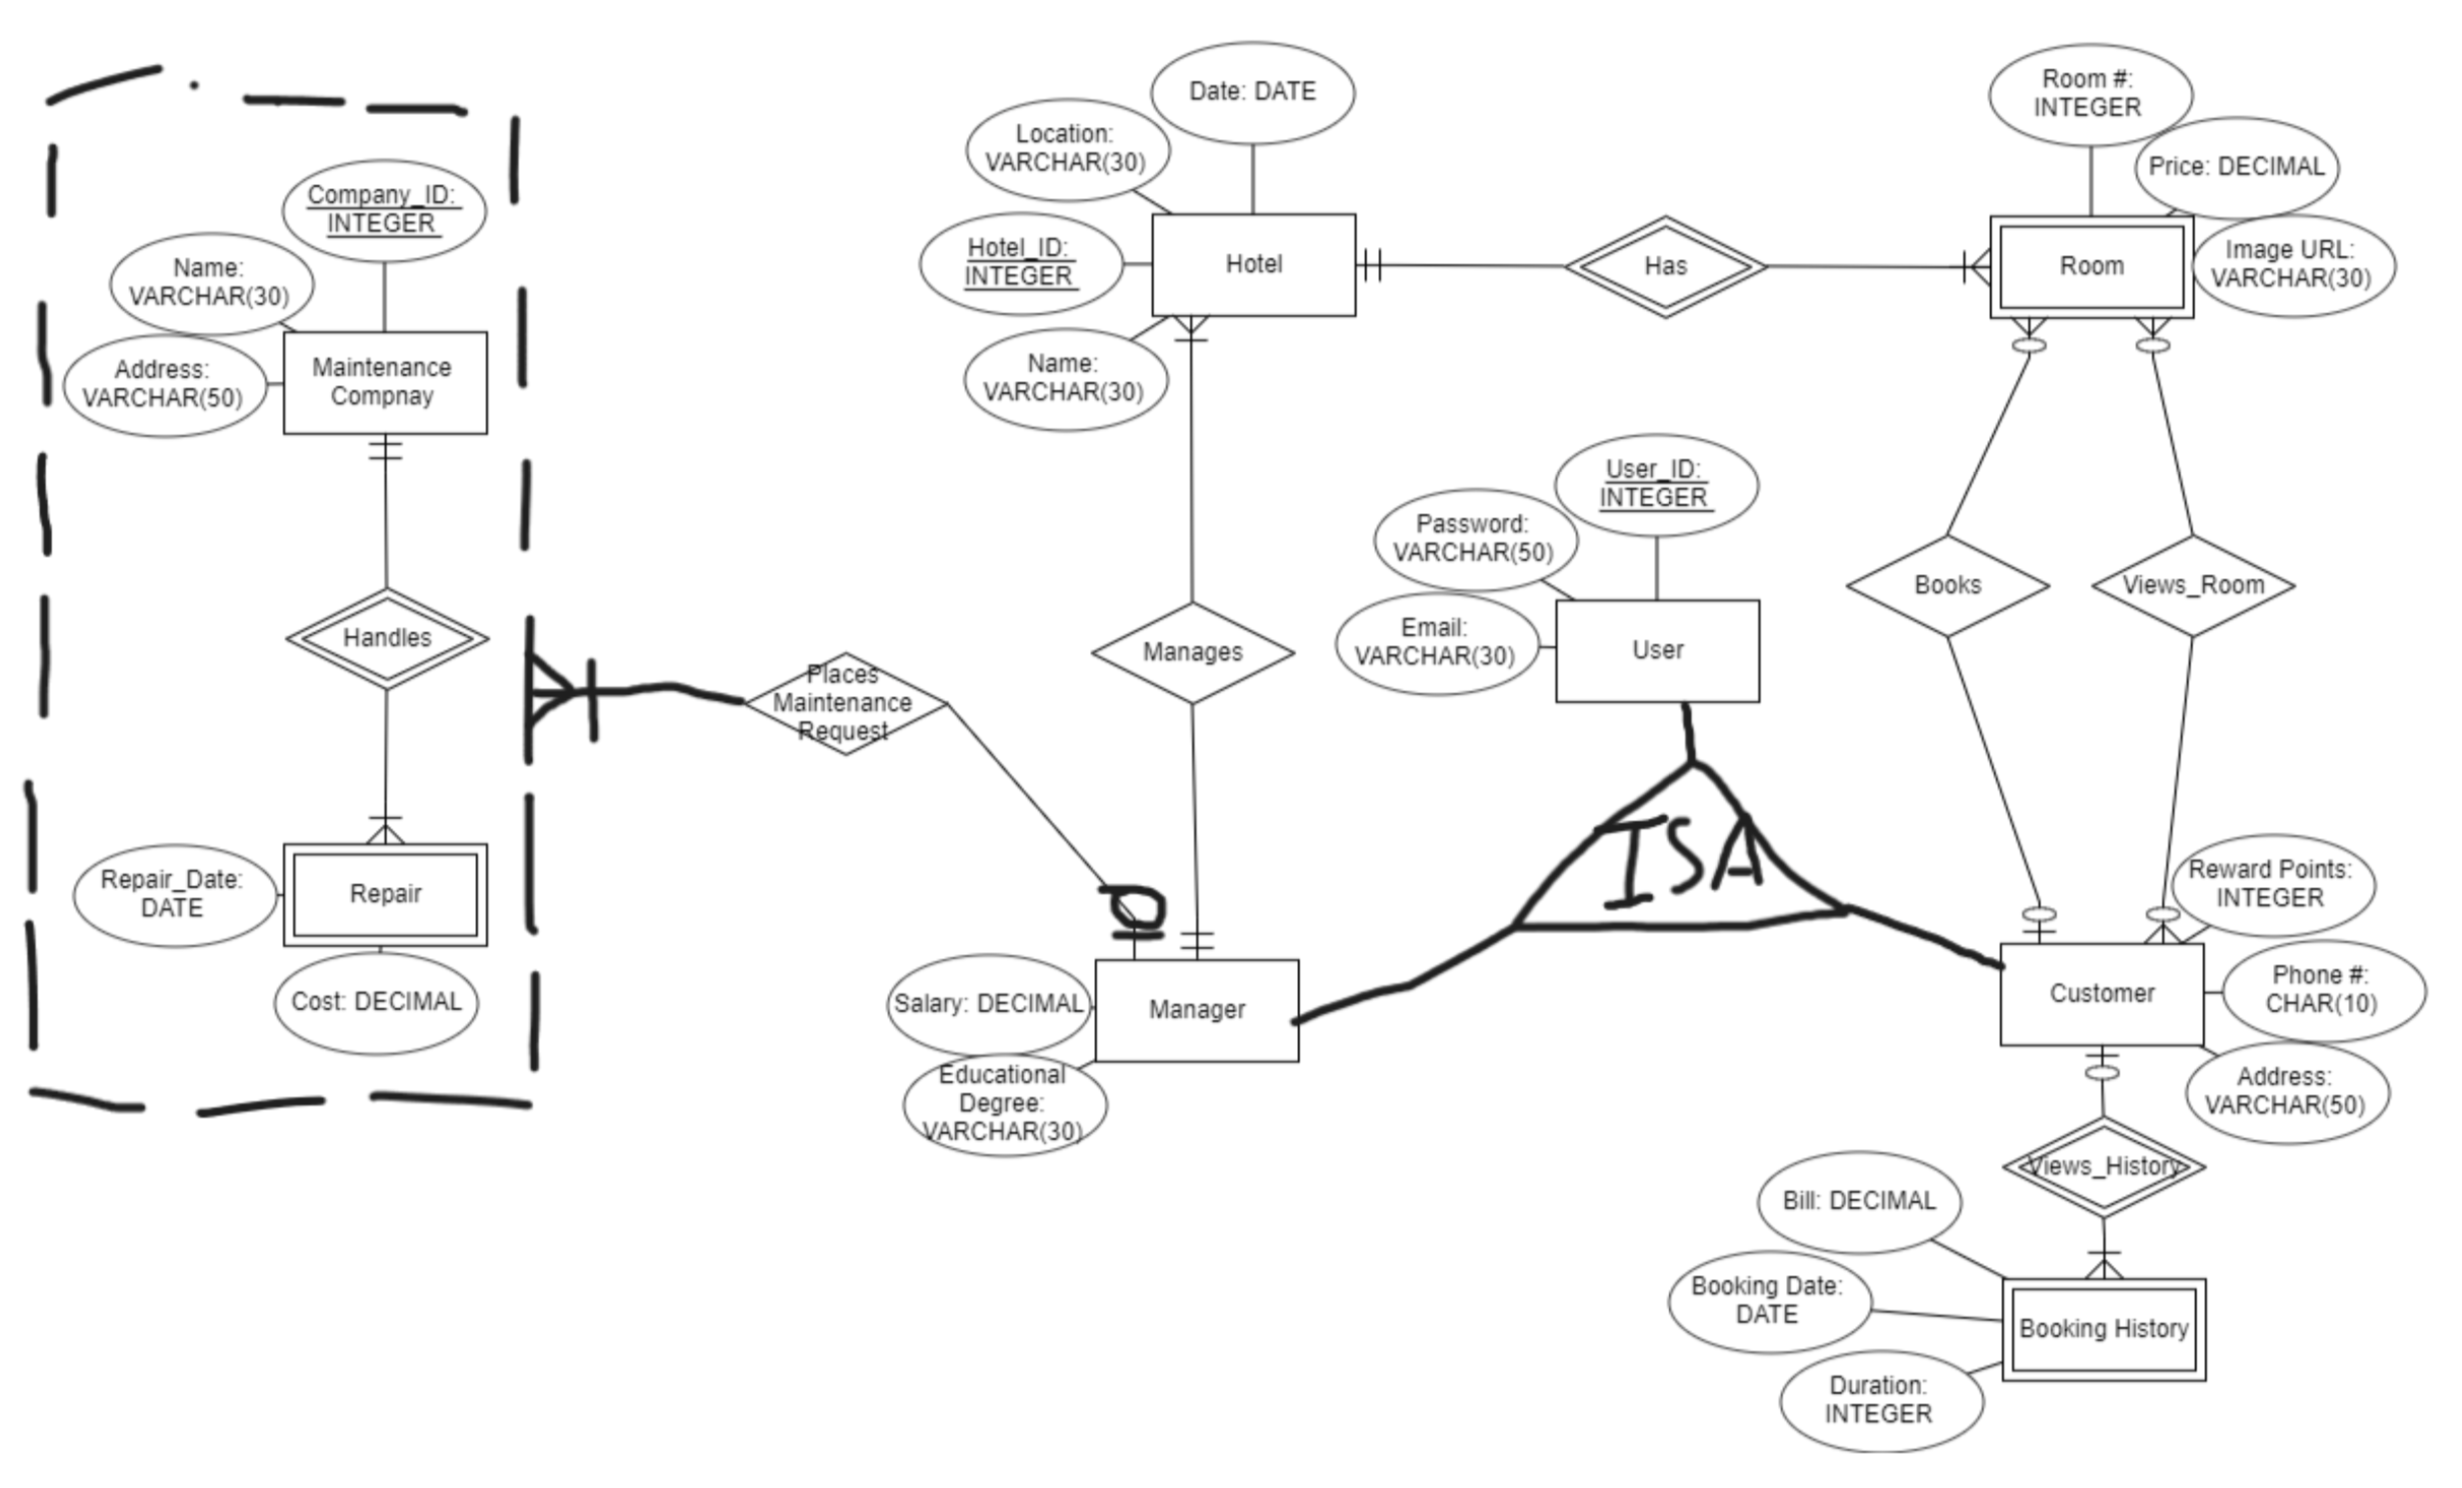 Company_ID:
INTEGER
Name:
VARCHAR(30)
Address:
VARCHAR(50)
Maintenance
Compnay
Handles
Repair_Date:
DATE
Repair
Cost: DECIMAL
Places
Maintenance
Request
Date: DATE
Location:
VARCHAR(30)
Hotel_ID:
INTEGER
Hotel
Name:
VARCHAR(30)
Manages
Salary: DECIMAL
Manager
Educational
Degree:
VARCHAR(30)
Has
User_ID:
INTEGER
Password:
VARCHAR(50)
Email:
VARCHAR(30)
User
ISA
Room #:
INTEGER
Price: DECIMAL
Room
Image URL:
VARCHAR(30)
Books
Views_Room
Reward Points:
INTEGER
Customer
Phone #:
CHAR(10)
Address:
VARCHAR(50)
Views_History
Bill: DECIMAL
Booking Date:
DATE
Booking History
Duration:
INTEGER